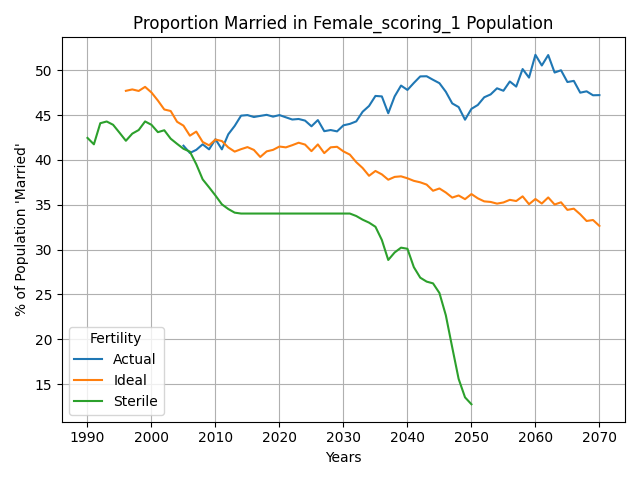 Proportion Married in Female_scoring_1 Population
% of Population 'Married'
50
45
40
35
30
25
20
15
Fertility
Actual
Ideal
Sterile
1990 2000 2010 2020 2030 2040 2050 2060 2070
Years